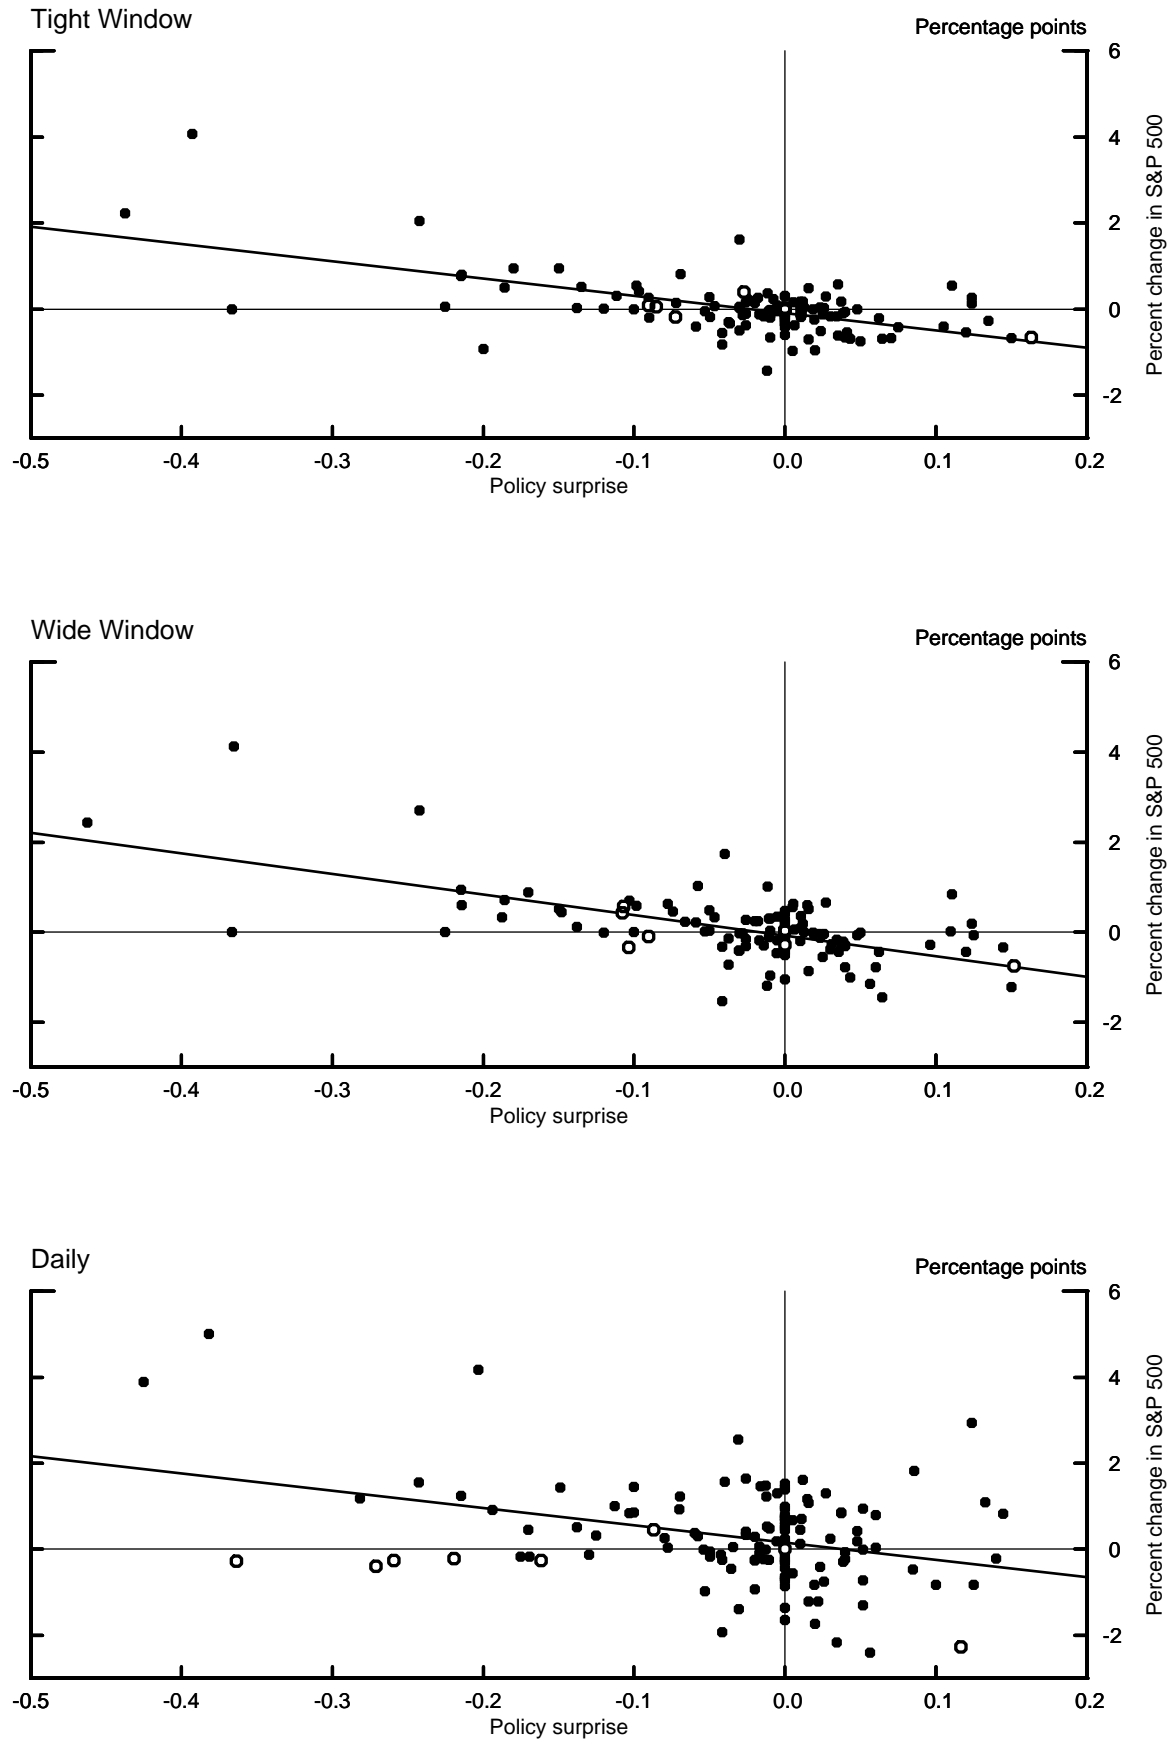 Tight Window
Percentage points
6
4
2
0
-2
Percent change in S&P 500
-0.5 -0.4 -0.3 -0.2 -0.1 0.0 0.1 0.2
Policy surprise
Wide Window
Percentage points
6
4
2
0
-2
Percent change in S&P 500
-0.5 -0.4 -0.3 -0.2 -0.1 0.0 0.1 0.2
Policy surprise
Daily
Percentage points
6
4
2
0
-2
Percent change in S&P 500
-0.5 -0.4 -0.3 -0.2 -0.1 0.0 0.1 0.2
Policy surprise